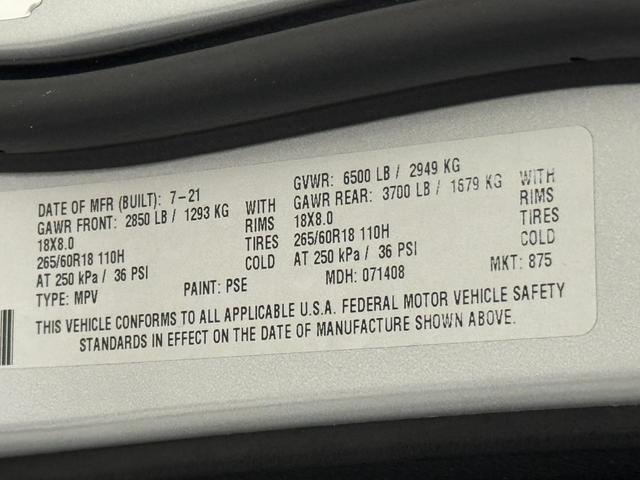 DATE OF MFR (BUILT): 7-21 GVWR: 6500 LB / 2949 KG
GAWR FRONT: 2850 LB / 1293 KG WITH GAWR REAR: 3700 LB / 1679 KG WITH
18X8.0 RIMS 18X8.0 RIMS
265/60R18 110H TIRES 265/60R18 110H TIRES
AT 250 kPa / 36 PSI COLD AT 250 kPa / 36 PSI COLD
TYPE: MPV PAINT: PSE MDH: 071408 MKT: 875
THIS VEHICLE CONFORMS TO ALL APPLICABLE U.S.A. FEDERAL MOTOR VEHICLE SAFETY
STANDARDS IN EFFECT ON THE DATE OF MANUFACTURE SHOWN ABOVE.